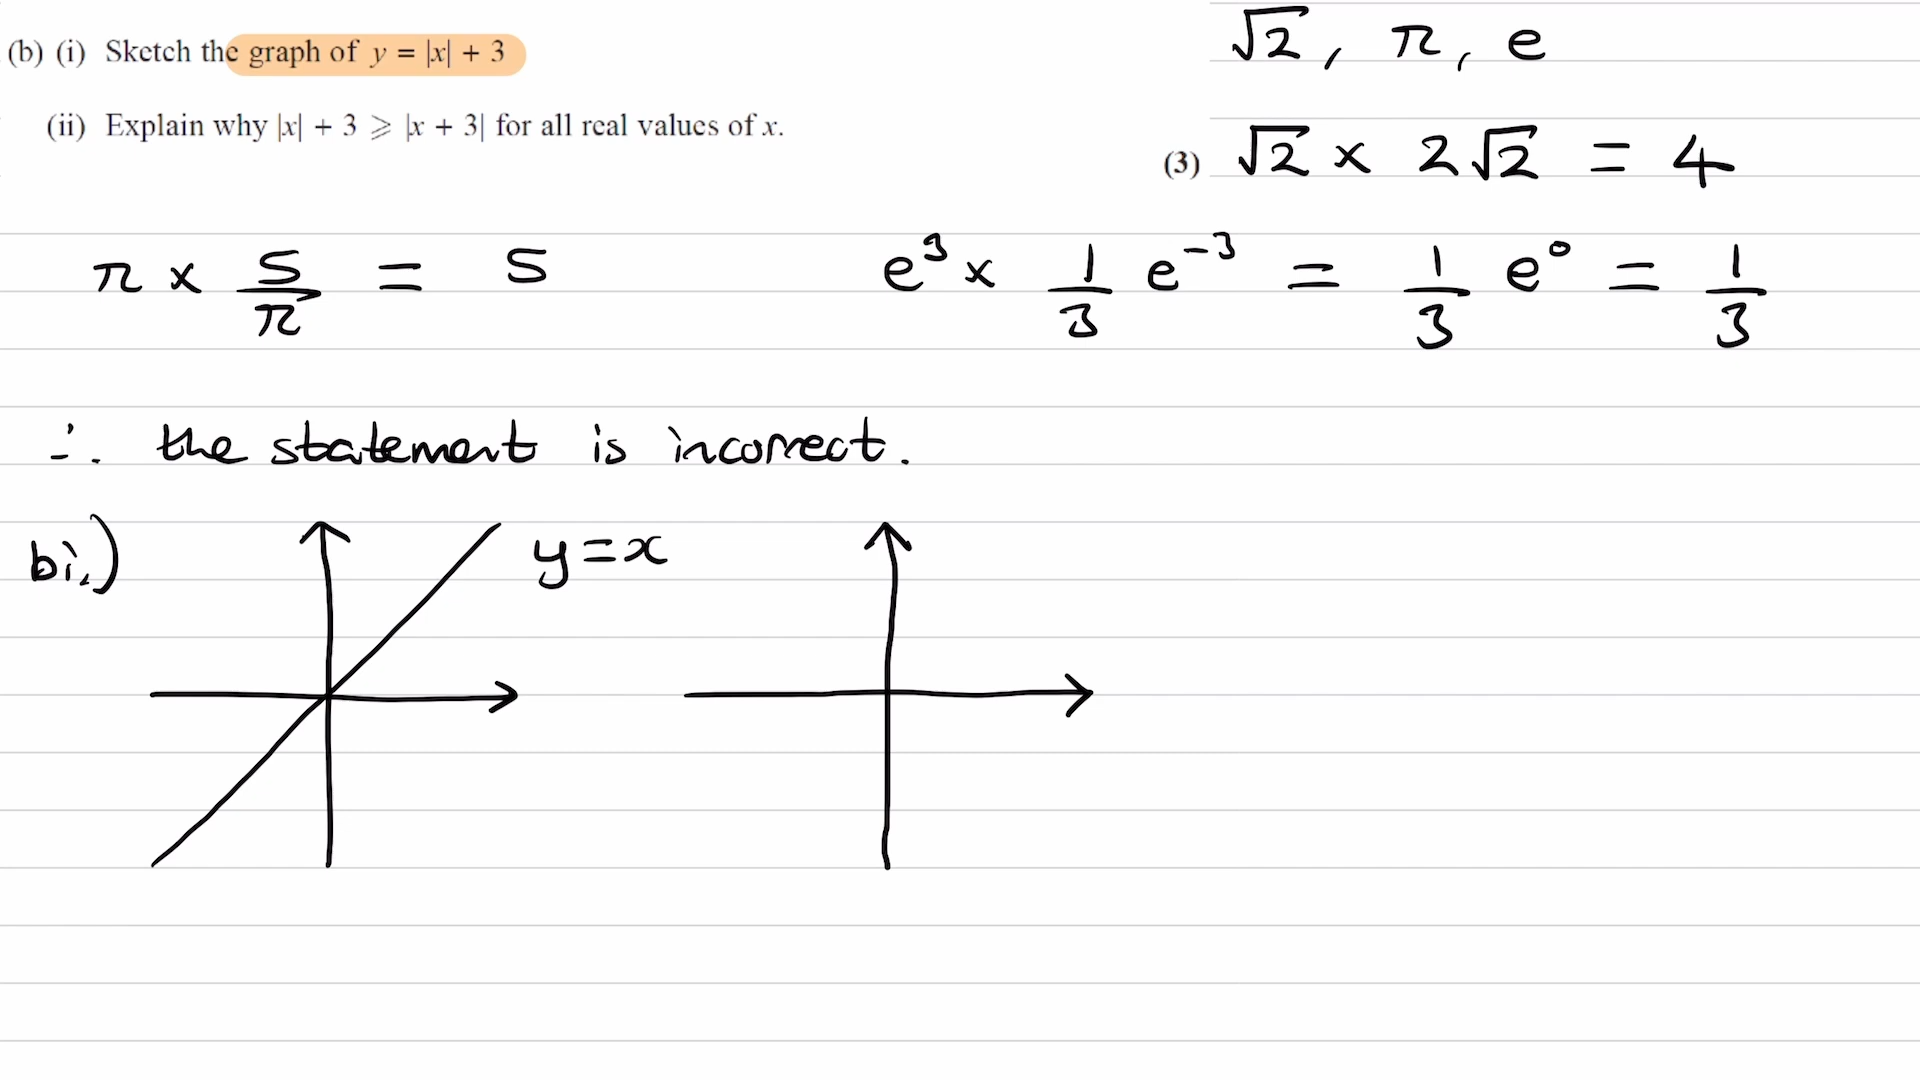 (b) (i) Sketch the graph of y = |x| + 3
√2, π, e
(ii) Explain why |x| + 3 ⩾ |x + 3| for all real values of x.
(3) √2 × 2√2 = 4
π × 5/π = 5
e³ × 1/3 e⁻³ = 1/3 e⁰ = 1/3
∴ the statement is incorrect.
bi.) y=x